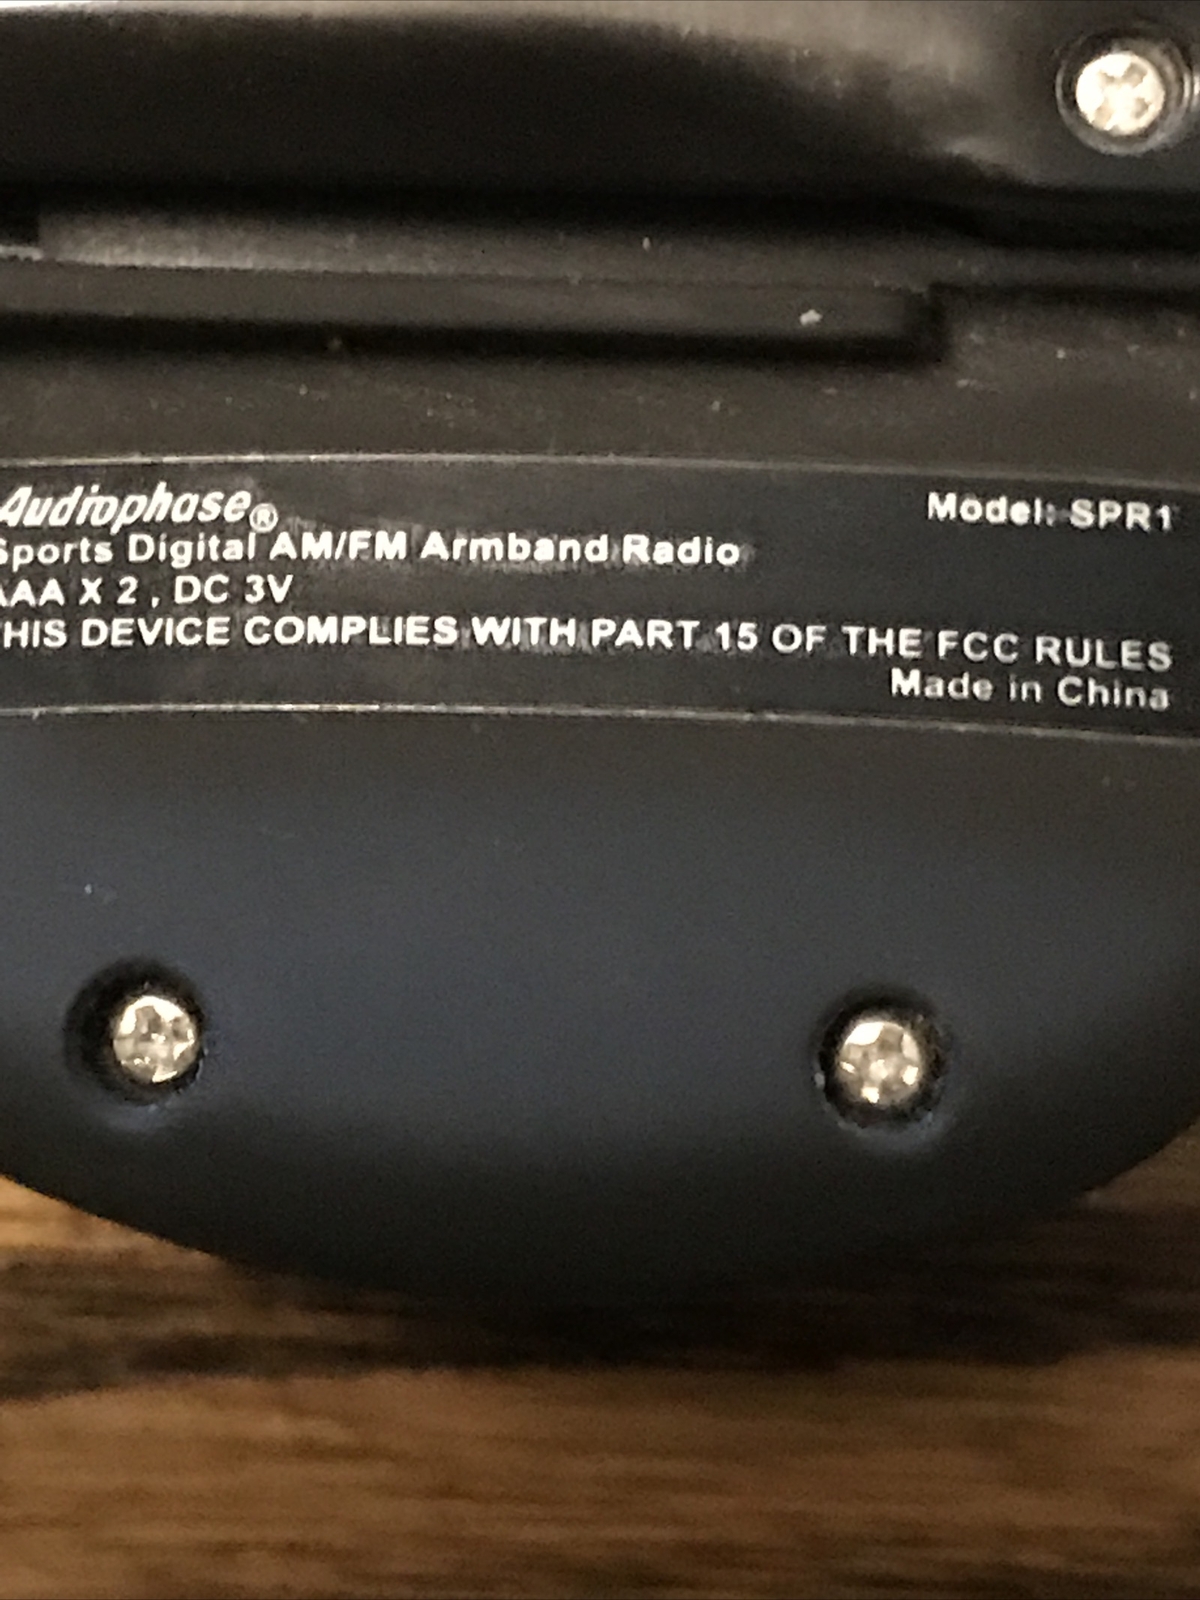 Audiophase®
Model: SPR1
Sports Digital AM/FM Armband Radio
AAA X 2 , DC 3V
THIS DEVICE COMPLIES WITH PART 15 OF THE FCC RULES
Made in China